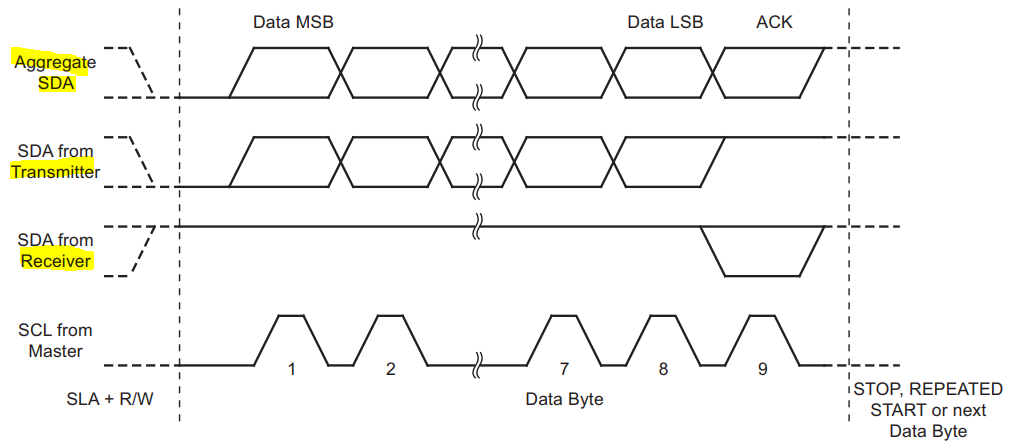 Data MSB
Data LSB
ACK
Aggregate
SDA
SDA from
Transmitter
SDA from
Receiver
SCL from
Master
1
2
7
8
9
SLA + R/W
Data Byte
STOP, REPEATED
START or next
Data Byte